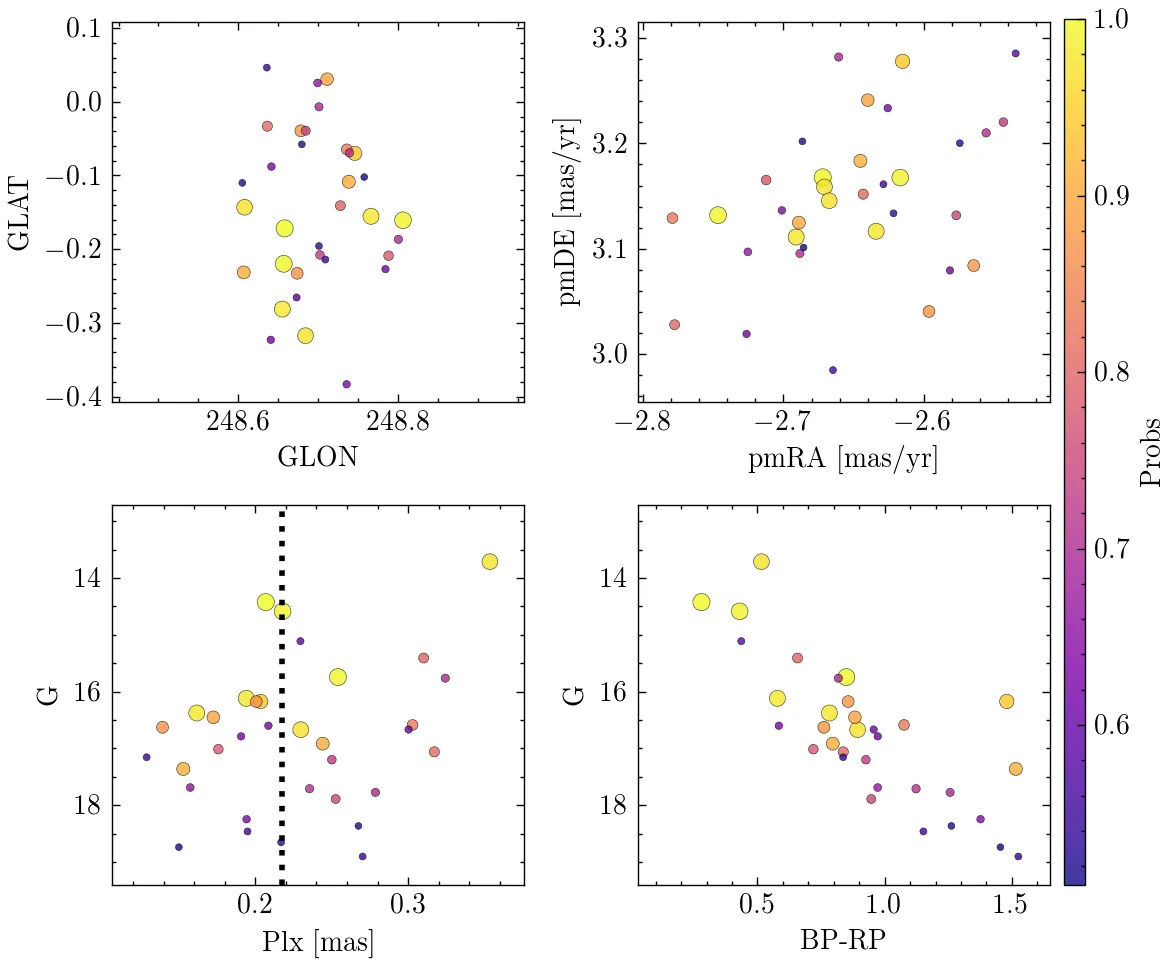 0.1
0.0
−0.1
−0.2
−0.3
−0.4
GLAT
248.6 248.8
GLON
3.3
3.2
3.1
3.0
pmDE [mas/yr]
−2.8 −2.7 −2.6
pmRA [mas/yr]
1.0
0.9
0.8
0.7
0.6
Probs
14
16
18
G
0.2 0.3
Plx [mas]
14
16
18
G
0.5 1.0 1.5
BP-RP